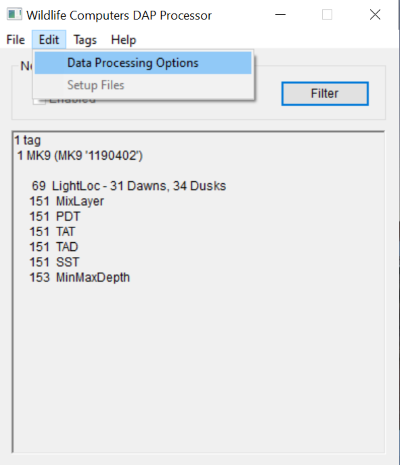 Wildlife Computers DAP Processor
File Edit Tags Help
Data Processing Options
Setup Files
Enabled
Filter
1 tag
1 MK9 (MK9 '1190402')
69 LightLoc - 31 Dawns, 34 Dusks
151 MixLayer
151 PDT
151 TAT
151 TAD
151 SST
153 MinMaxDepth